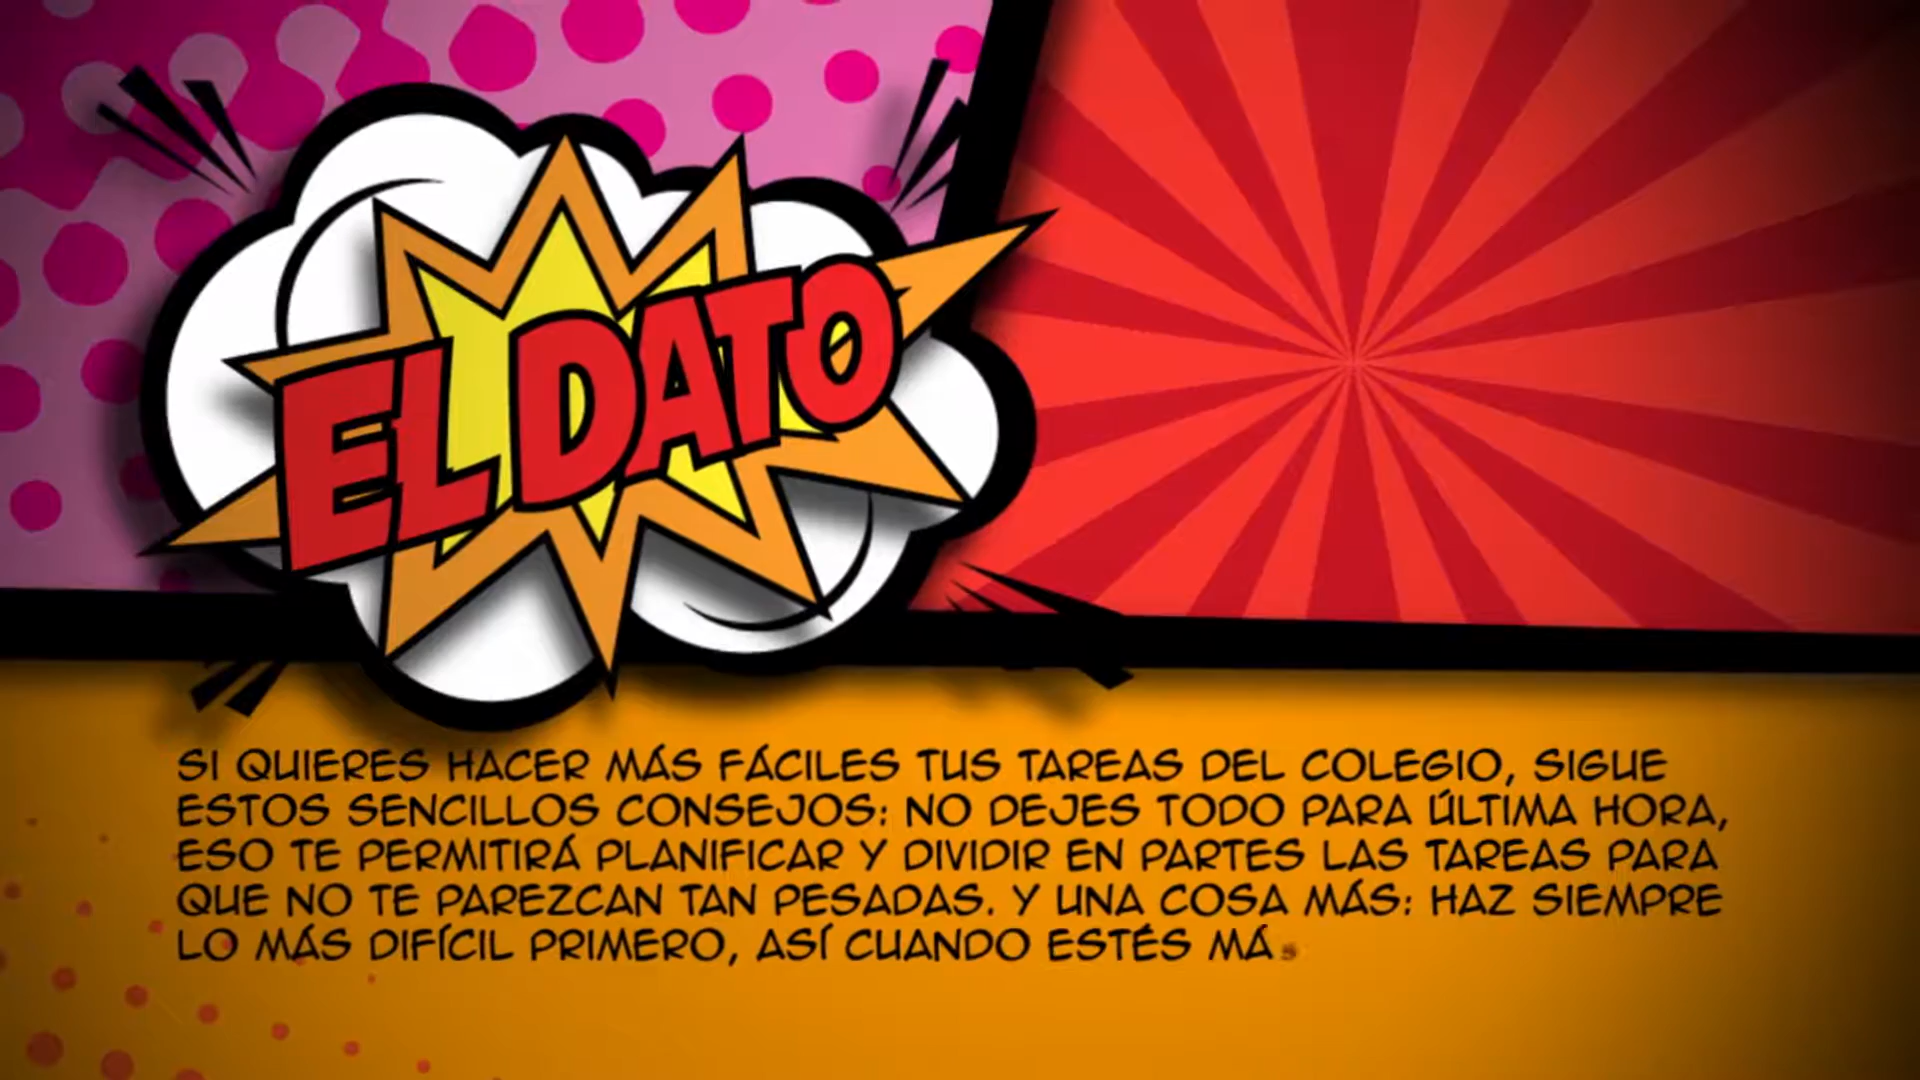 EL DATO
SI QUIERES HACER MÁS FÁCILES TUS TAREAS DEL COLEGIO, SIGUE
ESTOS SENCILLOS CONSEJOS: NO DEJES TODO PARA ÚLTIMA HORA,
ESO TE PERMITIRÁ PLANIFICAR Y DIVIDIR EN PARTES LAS TAREAS PARA
QUE NO TE PAREZCAN TAN PESADAS. Y UNA COSA MÁS: HAZ SIEMPRE
LO MÁS DIFÍCIL PRIMERO, ASÍ CUANDO ESTÉS MÁS